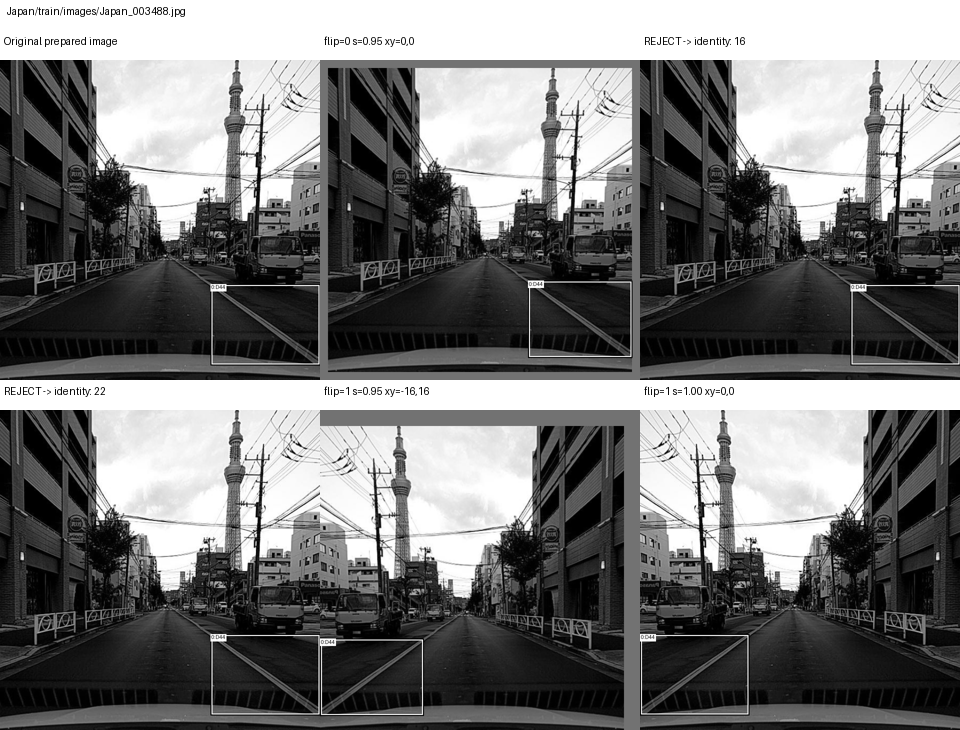 Japan/train/images/Japan_003488.jpg
Original prepared image
flip=0 s=0.95 xy=0,0
REJECT -> identity: 16
0.044
0.044
0.044
REJECT -> identity: 22
flip=1 s=0.95 xy=-16,16
flip=1 s=1.00 xy=0,0
0.044
0.044
0.044